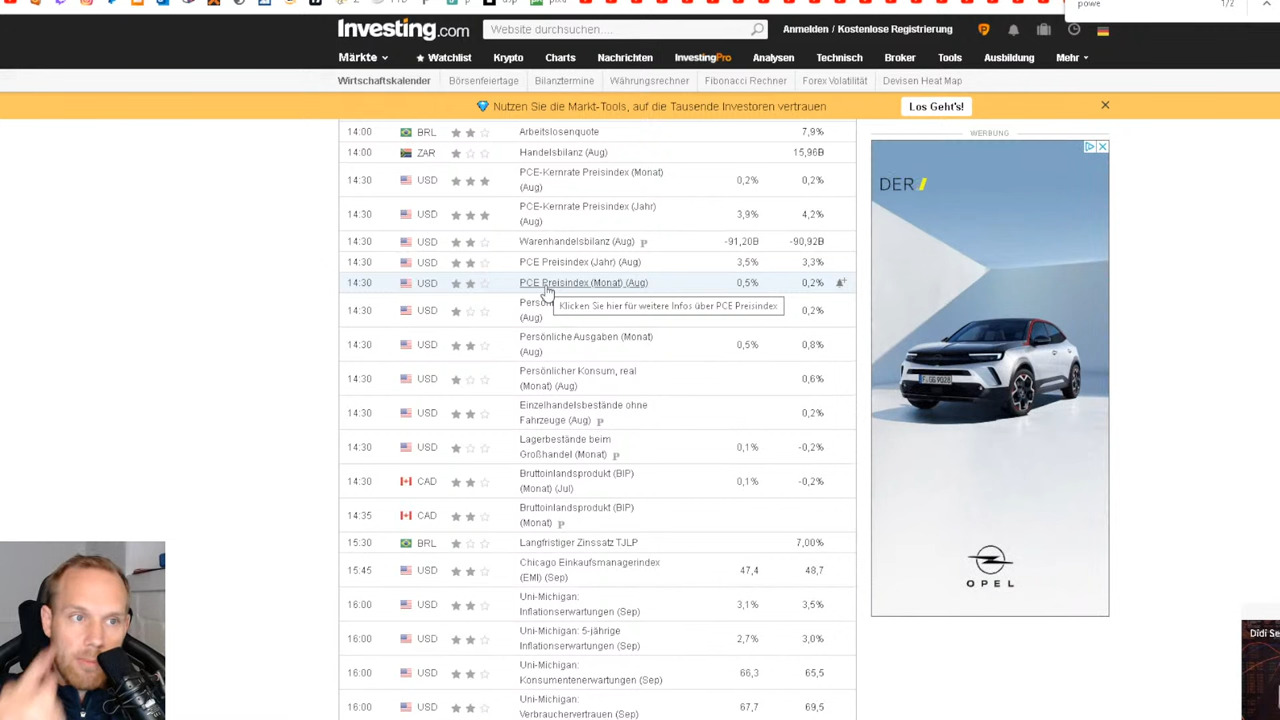 powe 1/2
Investing.com Website durchsuchen.... Anmelden / Kostenlose Registrierung
Märkte Watchlist Krypto Charts Nachrichten InvestingPro Analysen Technisch Broker Tools Ausbildung Mehr
Wirtschaftskalender Börsenfeiertage Bilanztermine Währungsrechner Fibonacci Rechner Forex Volatilität Devisen Heat Map
Nutzen Sie die Markt-Tools, auf die Tausende Investoren vertrauen Los Geht's!
WERBUNG
14:00 BRL Arbeitslosenquote 7,9%
14:00 ZAR Handelsbilanz (Aug) 15,96B
14:30 USD PCE-Kernrate Preisindex (Monat) 0,2% 0,2%
(Aug)
14:30 USD PCE-Kernrate Preisindex (Jahr) 3,9% 4,2%
(Aug)
14:30 USD Warenhandelsbilanz (Aug) P -91,20B -90,92B
14:30 USD PCE Preisindex (Jahr) (Aug) 3,5% 3,3%
14:30 USD PCE Preisindex (Monat) (Aug) 0,5% 0,2%
Klicken Sie hier für weitere Infos über PCE Preisindex
14:30 USD 0,2%
(Aug)
14:30 USD Persönliche Ausgaben (Monat) 0,5% 0,8%
(Aug)
14:30 USD Persönlicher Konsum, real 0,6%
(Monat) (Aug)
14:30 USD Einzelhandelsbestände ohne 0,2%
Fahrzeuge (Aug) P
14:30 USD Lagerbestände beim 0,1% -0,2%
Großhandel (Monat) P
14:30 CAD Bruttoinlandsprodukt (BIP) 0,1% -0,2%
(Monat) (Jul)
14:35 CAD Bruttoinlandsprodukt (BIP)
(Monat) P
15:30 BRL Langfristiger Zinssatz TJLP 7,00%
15:45 USD Chicago Einkaufsmanagerindex 47,4 48,7
(EMI) (Sep)
16:00 USD Uni-Michigan: 3,1% 3,5%
Inflationserwartungen (Sep)
16:00 USD Uni-Michigan: 5-jährige 2,7% 3,0%
Inflationserwartungen (Sep)
16:00 USD Uni-Michigan: 66,3 65,5
Konsumentenerwartungen (Sep)
16:00 USD Uni-Michigan: 67,7 69,5
Verbrauchervertrauen (Sep)
DER
OPEL